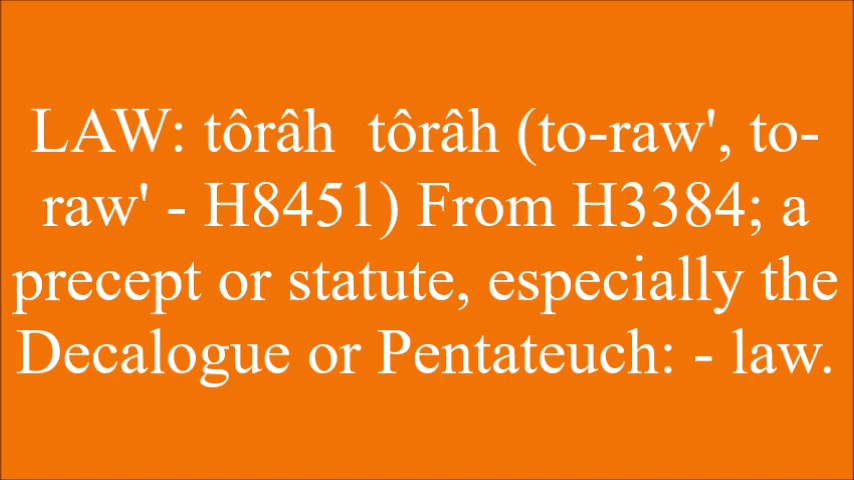 LAW: tôrâh  tôrâh (to-raw', to-
raw' - H8451) From H3384; a
precept or statute, especially the
Decalogue or Pentateuch: - law.